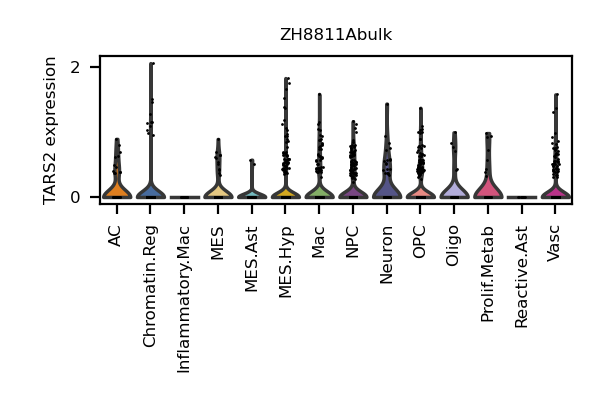 ZH8811Abulk
TARS2 expression
2
0
AC
Chromatin.Reg
Inflammatory.Mac
MES
MES.Ast
MES.Hyp
Mac
NPC
Neuron
OPC
Oligo
Prolif.Metab
Reactive.Ast
Vasc